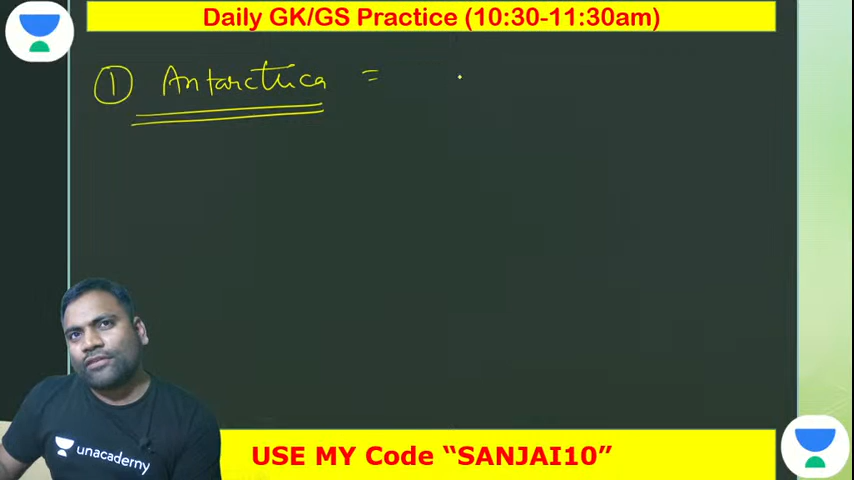 Daily GK/GS Practice (10:30-11:30am)
① Antarctica =
unacademy
USE MY Code “SANJAI10”